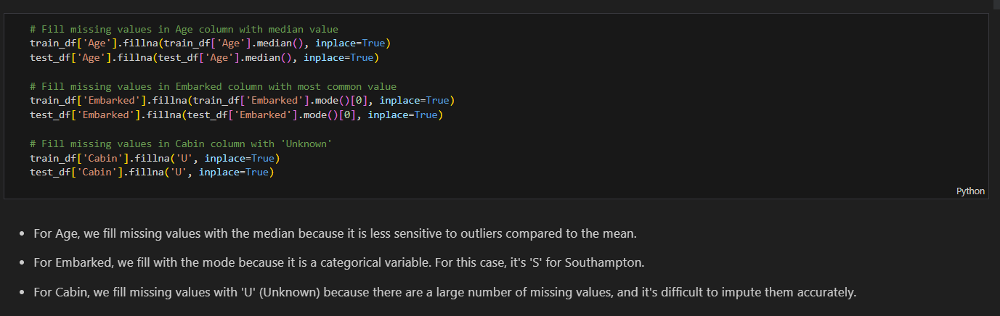 # Fill missing values in Age column with median value
train_df['Age'].fillna(train_df['Age'].median(), inplace=True)
test_df['Age'].fillna(test_df['Age'].median(), inplace=True)
# Fill missing values in Embarked column with most common value
train_df['Embarked'].fillna(train_df['Embarked'].mode()[0], inplace=True)
test_df['Embarked'].fillna(test_df['Embarked'].mode()[0], inplace=True)
# Fill missing values in Cabin column with 'Unknown'
train_df['Cabin'].fillna('U', inplace=True)
test_df['Cabin'].fillna('U', inplace=True)
Python
• For Age, we fill missing values with the median because it is less sensitive to outliers compared to the mean.
• For Embarked, we fill with the mode because it is a categorical variable. For this case, it's 'S' for Southampton.
• For Cabin, we fill missing values with 'U' (Unknown) because there are a large number of missing values, and it's difficult to impute them accurately.